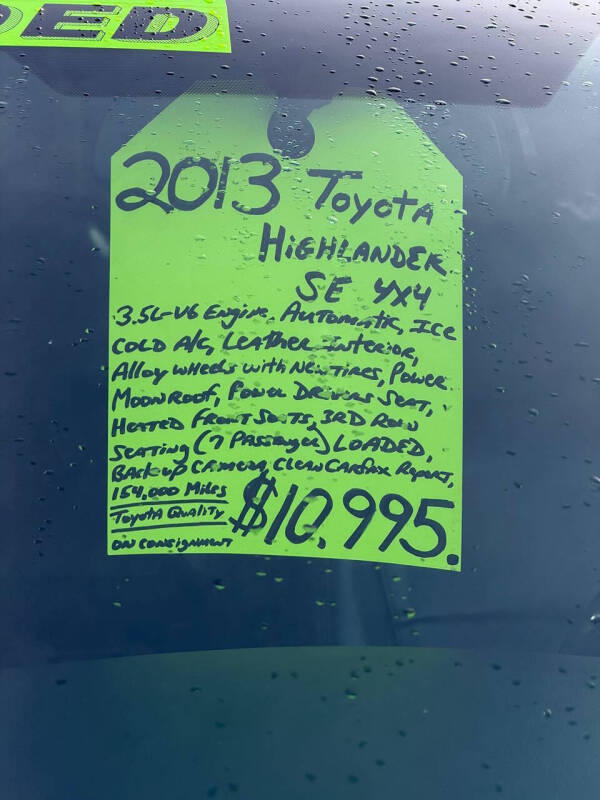 DED
2013 Toyota
HIGHLANDER
SE 4X4
3.5L-V6 Engine, Automatic, ICE
COLD A/C, Leather Interior,
Alloy wheels with New Tires, Power
Moonroof, Power Drivers Seat,
Heated Front Seats, 3RD Row
Seating (7 Passenger) LOADED,
Backup Camera, Clean Carfax Report,
154,000 Miles
Toyota Quality
$10,995.
on consignment